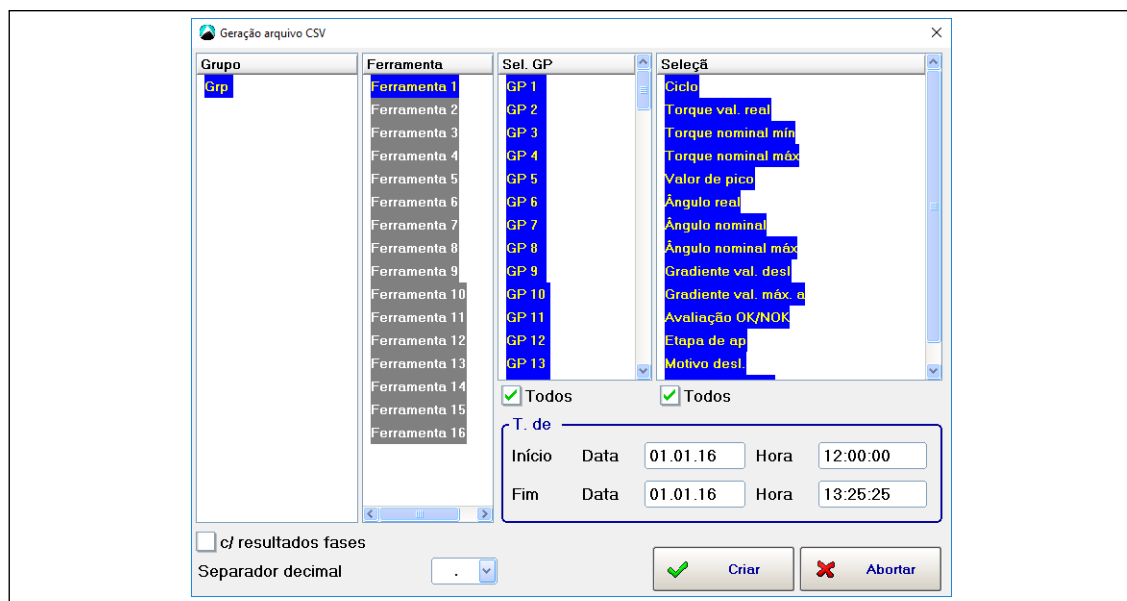 Geração arquivo CSV
Grupo
Grp
Ferramenta
Ferramenta 1
Ferramenta 2
Ferramenta 3
Ferramenta 4
Ferramenta 5
Ferramenta 6
Ferramenta 7
Ferramenta 8
Ferramenta 9
Ferramenta 10
Ferramenta 11
Ferramenta 12
Ferramenta 13
Ferramenta 14
Ferramenta 15
Ferramenta 16
Sel. GP
GP 1
GP 2
GP 3
GP 4
GP 5
GP 6
GP 7
GP 8
GP 9
GP 10
GP 11
GP 12
GP 13
Todos
Seleçã
Ciclo
Torque val. real
Torque nominal mín
Torque nominal máx
Valor de pico
Ângulo real
Ângulo nominal
Ângulo nominal máx
Gradiente val. desl
Gradiente val. máx. a
Avaliação OK/NOK
Etapa de ap
Motivo desl.
Todos
T. de
Início Data 01.01.16 Hora 12:00:00
Fim Data 01.01.16 Hora 13:25:25
c/ resultados fases
Separador decimal .
Criar Abortar